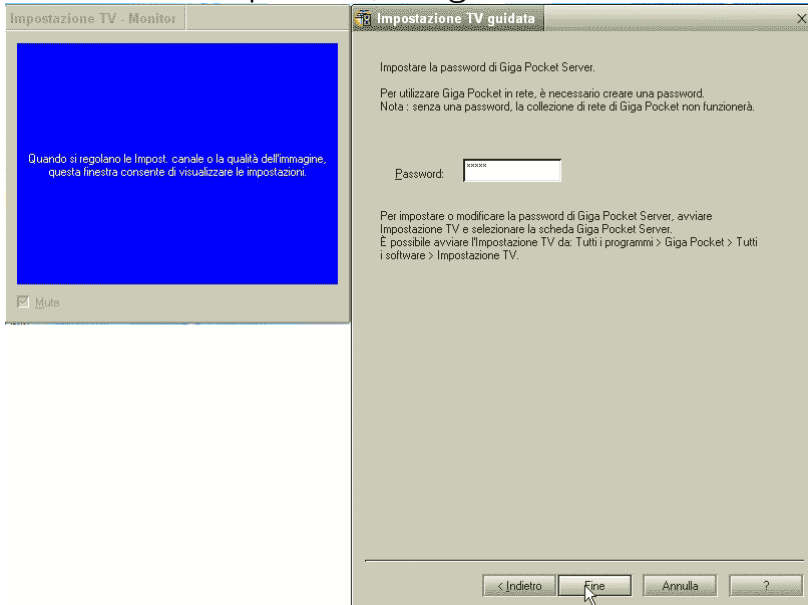 Impostazione TV - Monitor
Quando si regolano le Impost. canale o la qualità dell'immagine,
questa finestra consente di visualizzare le impostazioni.
Mute
Impostazione TV guidata
Impostare la password di Giga Pocket Server.
Per utilizzare Giga Pocket in rete, è necessario creare una password.
Nota : senza una password, la collezione di rete di Giga Pocket non funzionerà.
Password: xxxxx
Per impostare o modificare la password di Giga Pocket Server, avviare
Impostazione TV e selezionare la scheda Giga Pocket Server.
È possibile avviare l'Impostazione TV da: Tutti i programmi > Giga Pocket > Tutti
i software > Impostazione TV.
< Indietro Fine Annulla ?